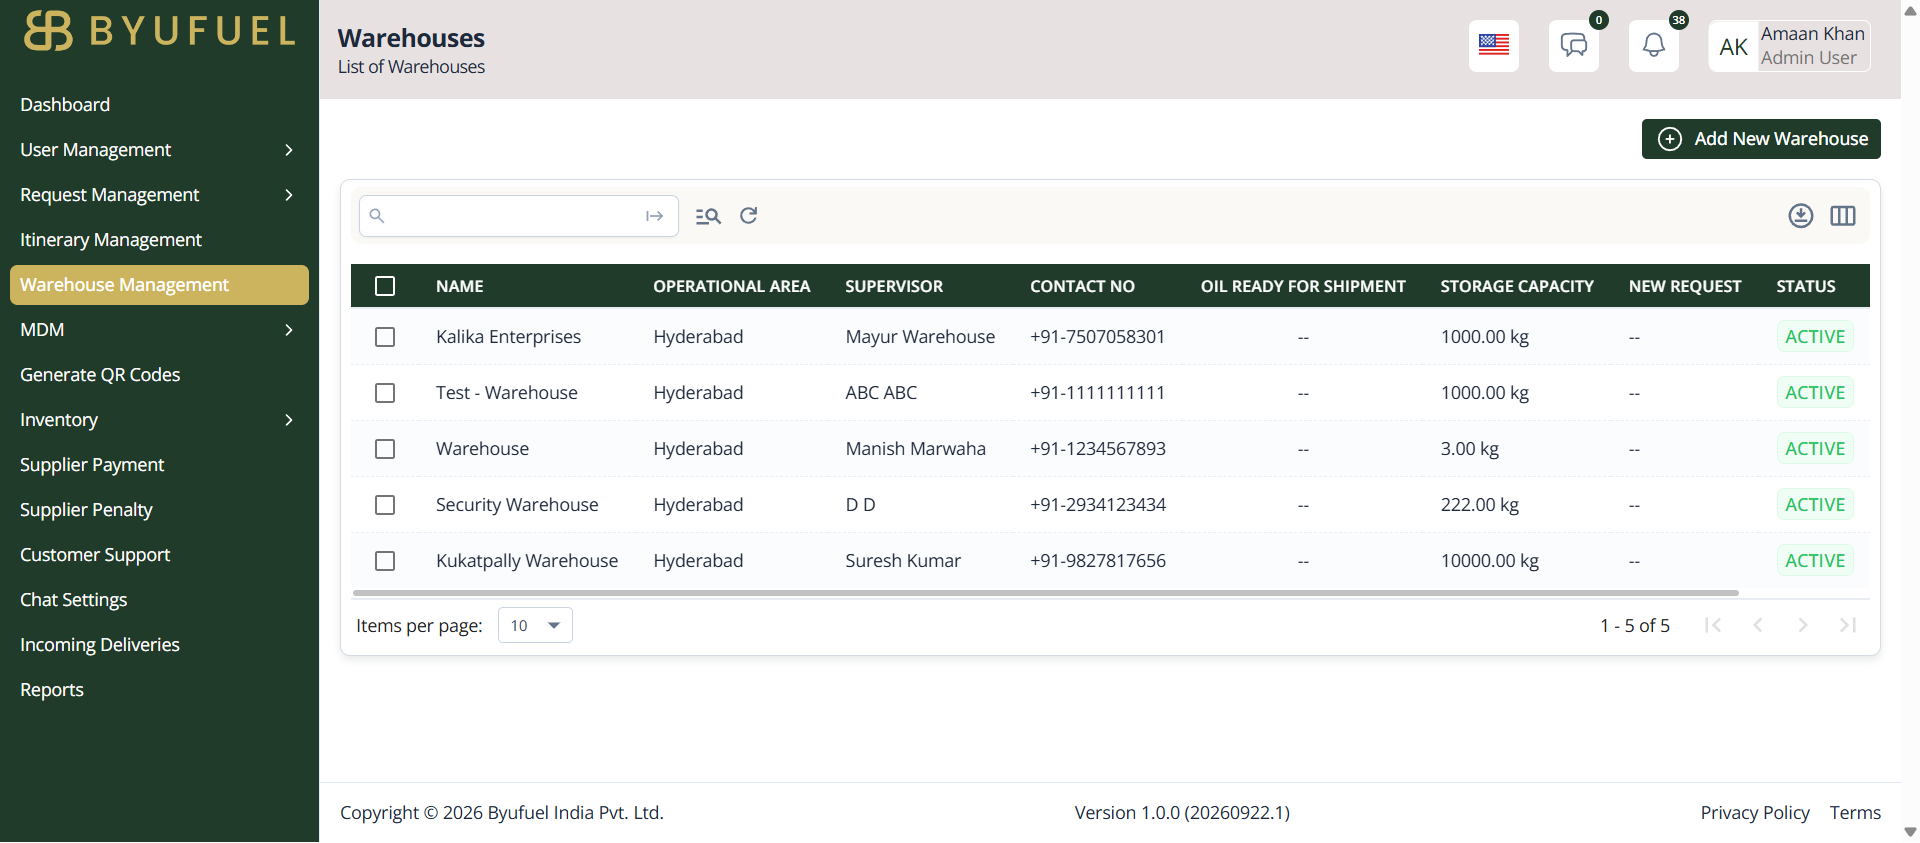 BYUFUEL
Dashboard
User Management
Request Management
Itinerary Management
Warehouse Management
MDM
Generate QR Codes
Inventory
Supplier Payment
Supplier Penalty
Customer Support
Chat Settings
Incoming Deliveries
Reports
Warehouses
List of Warehouses
0
38
AK
Amaan Khan
Admin User
Add New Warehouse
NAME OPERATIONAL AREA SUPERVISOR CONTACT NO OIL READY FOR SHIPMENT STORAGE CAPACITY NEW REQUEST STATUS
Kalika Enterprises Hyderabad Mayur Warehouse +91-7507058301 -- 1000.00 kg -- ACTIVE
Test - Warehouse Hyderabad ABC ABC +91-1111111111 -- 1000.00 kg -- ACTIVE
Warehouse Hyderabad Manish Marwaha +91-1234567893 -- 3.00 kg -- ACTIVE
Security Warehouse Hyderabad D D +91-2934123434 -- 222.00 kg -- ACTIVE
Kukatpally Warehouse Hyderabad Suresh Kumar +91-9827817656 -- 10000.00 kg -- ACTIVE
Items per page: 10 1 - 5 of 5
Copyright © 2026 Byufuel India Pvt. Ltd. Version 1.0.0 (20260922.1) Privacy Policy Terms